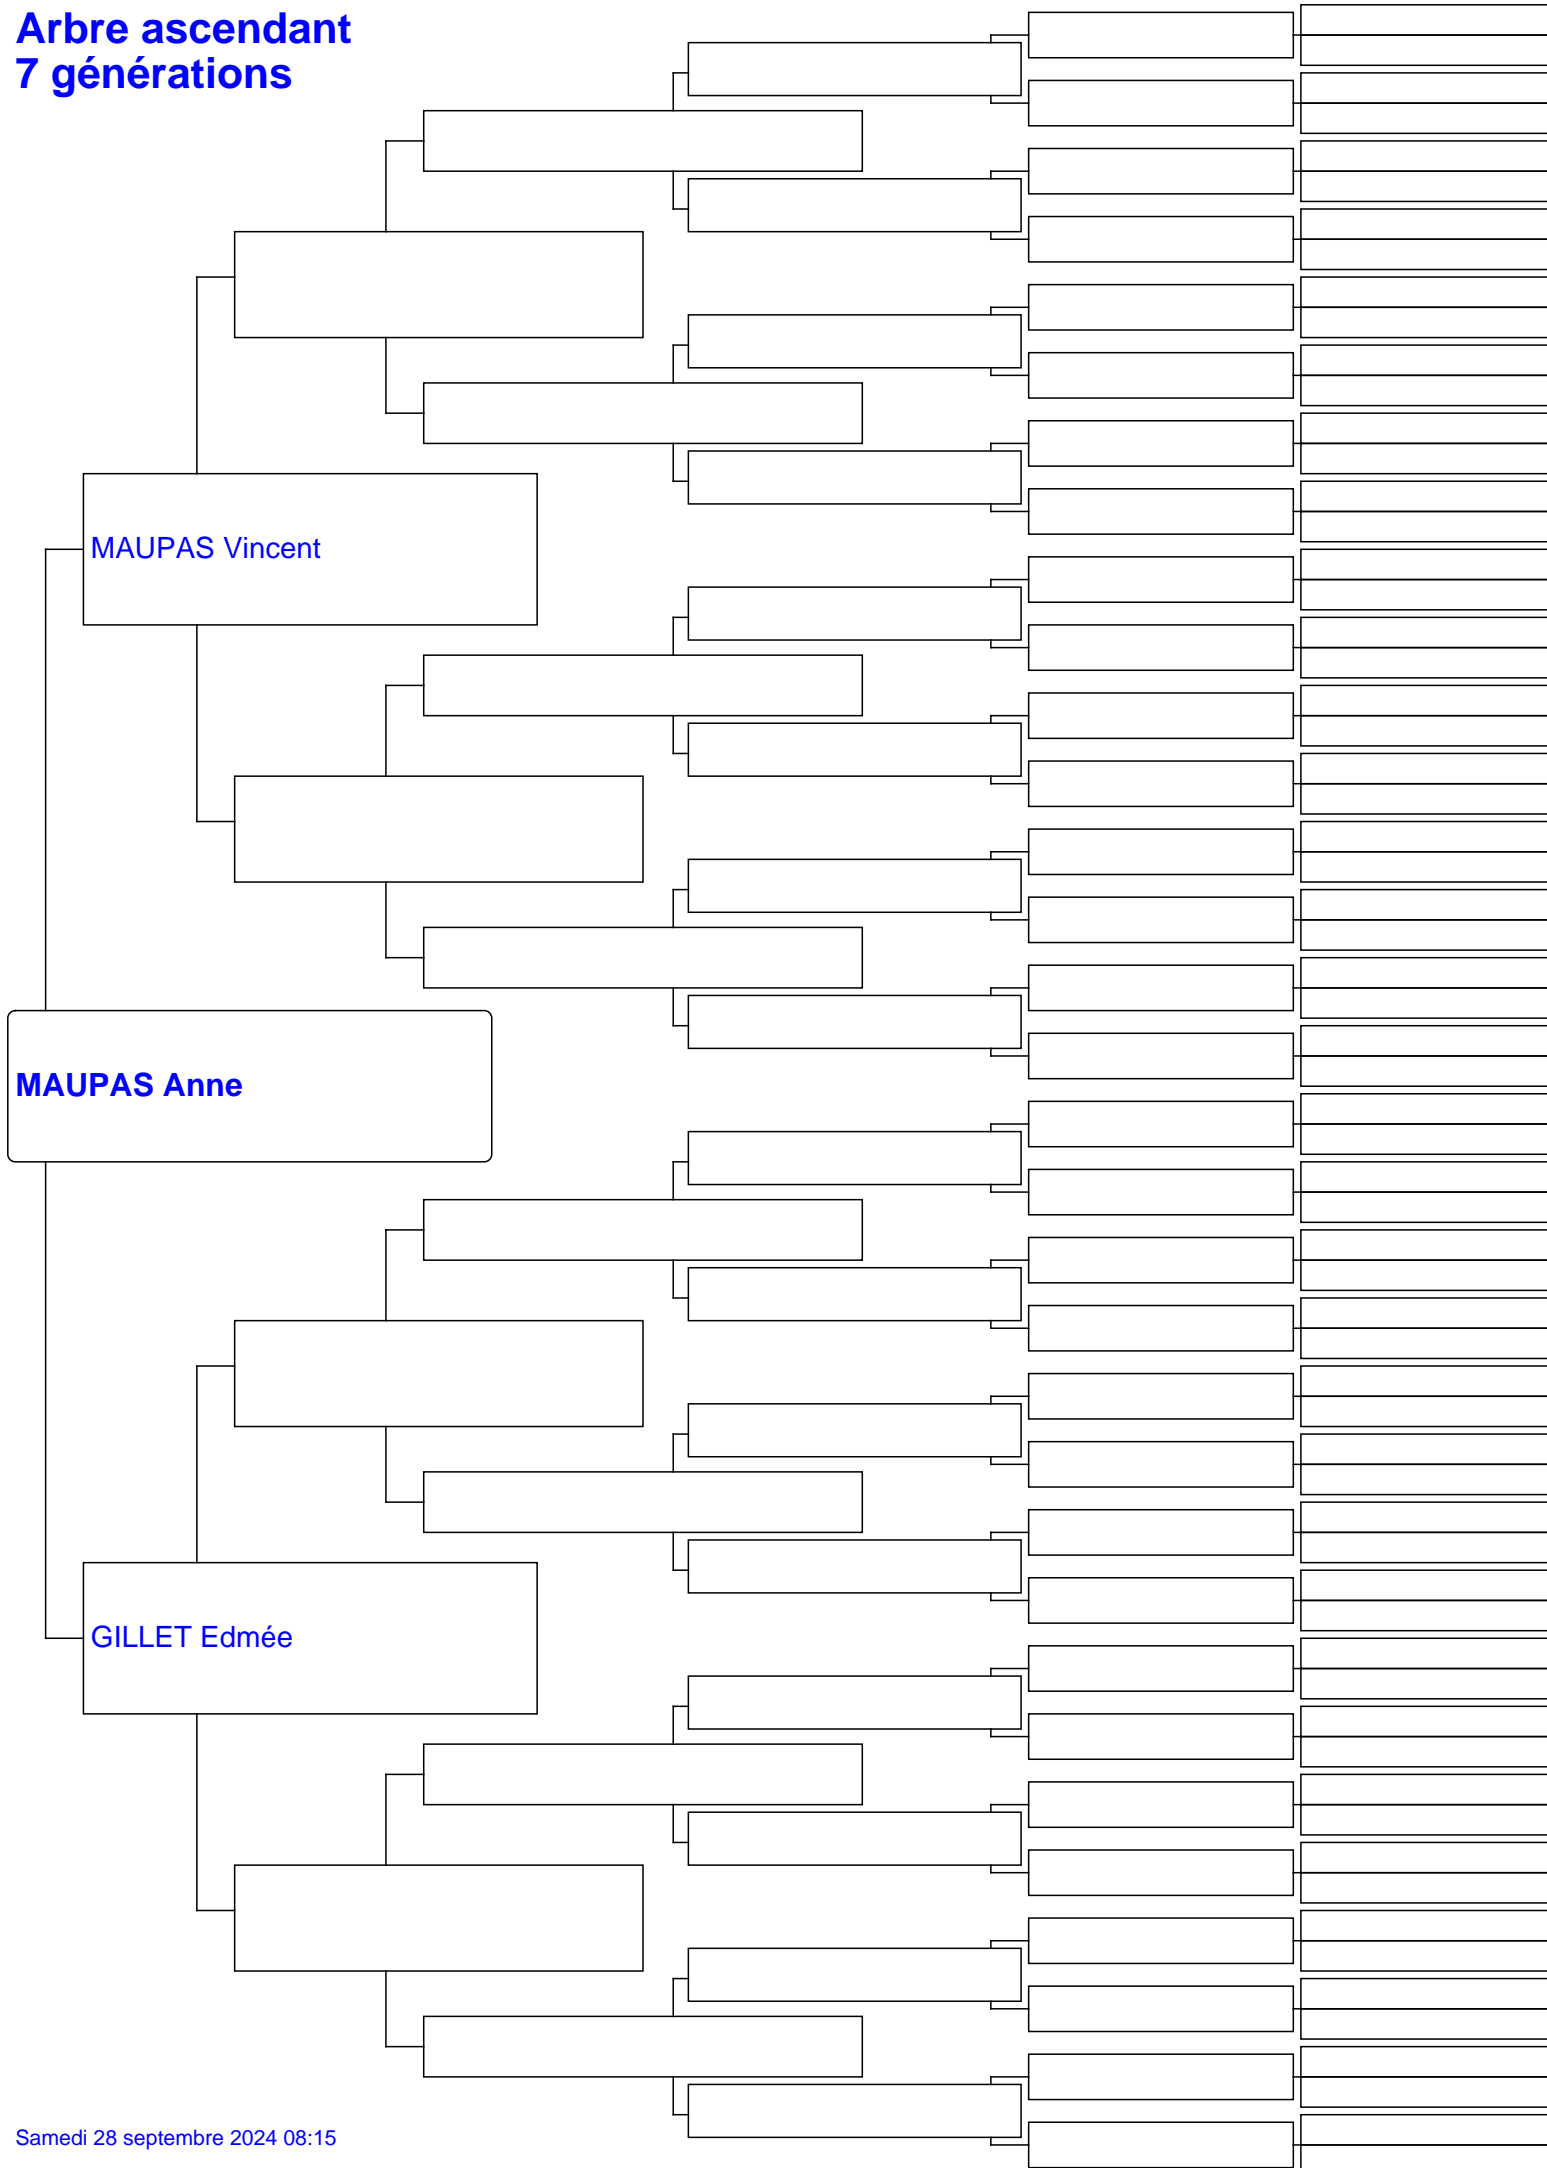 Arbre ascendant
7 générations
MAUPAS Vincent
MAUPAS Anne
GILLET Edmée
Samedi 28 septembre 2024 08:15